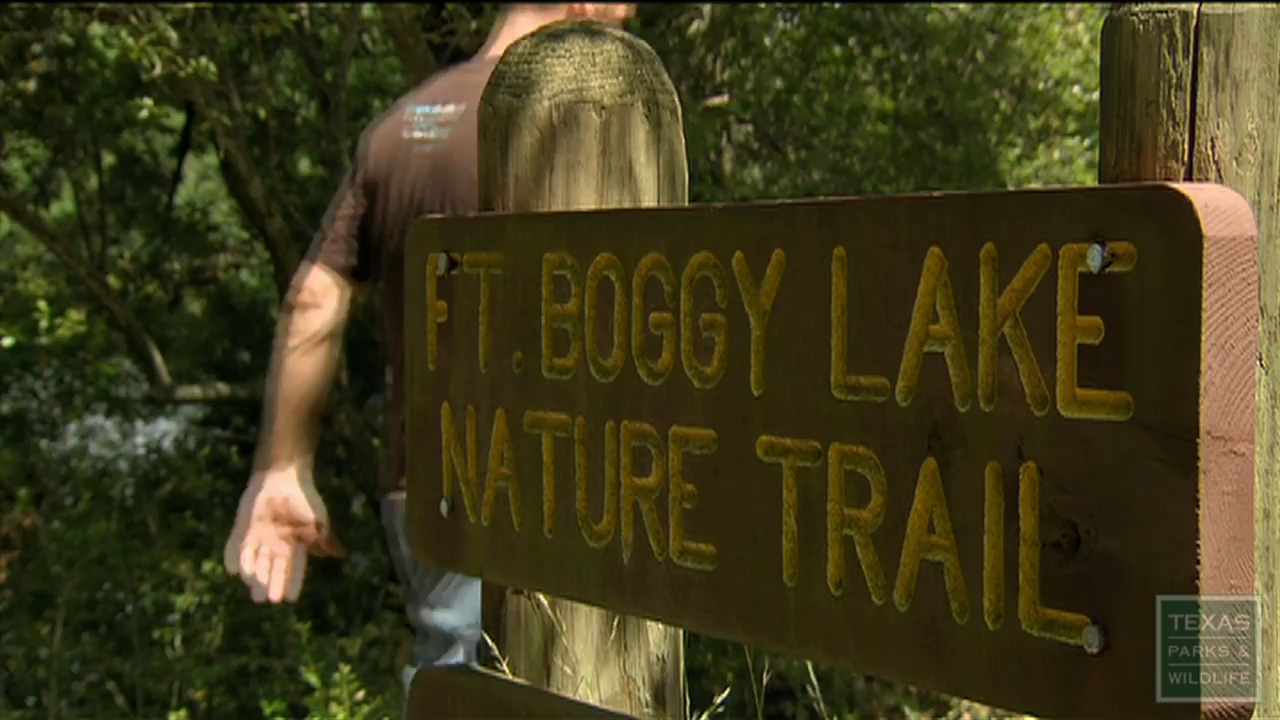 FT. BOGGY LAKE
NATURE TRAIL
TEXAS
PARKS &
WILDLIFE